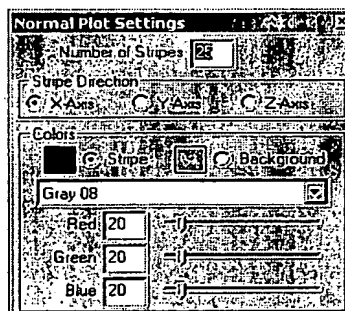 Normal Plot Settings
Number of Stripes 25
Stripe Direction
X-Axis Y-Axis Z-Axis
Colors
Stripe Background
Gray 08
Red 20
Green 20
Blue 20